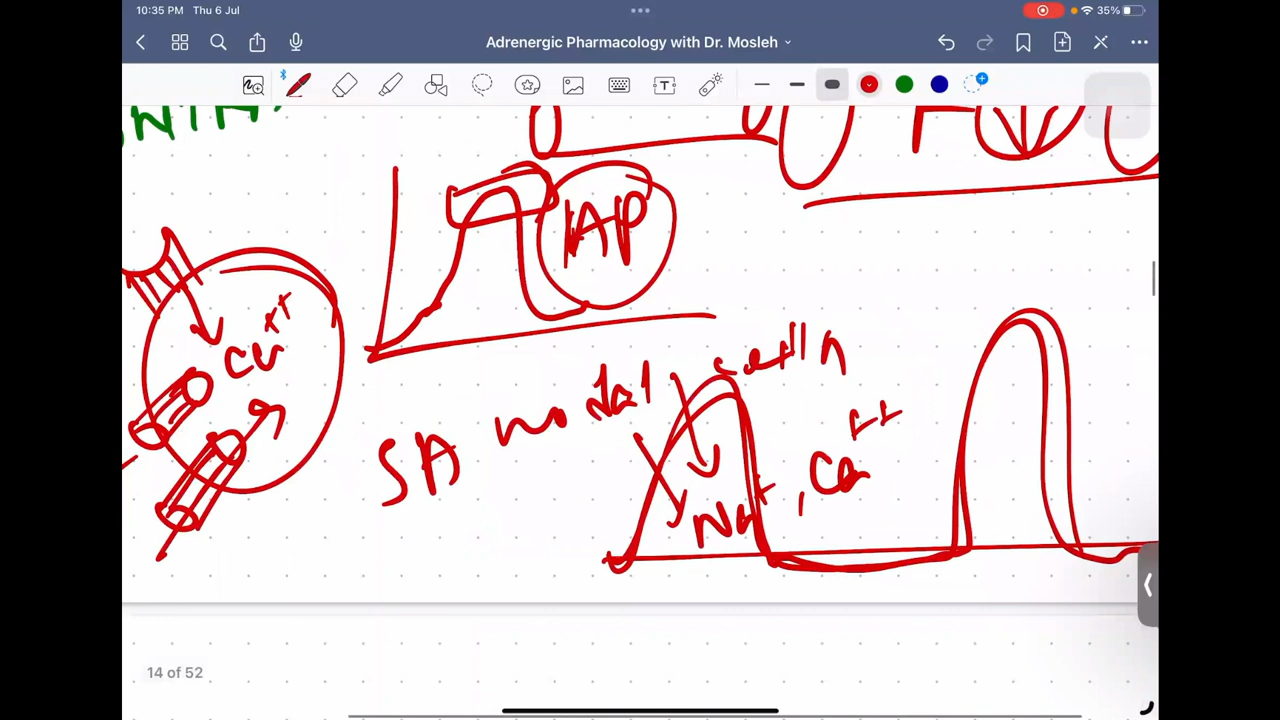 10:35 PM Thu 6 Jul
35%
Adrenergic Pharmacology with Dr. Mosleh
T
AP
Ca++
SA nodal cells
Na+, Ca++
14 of 52